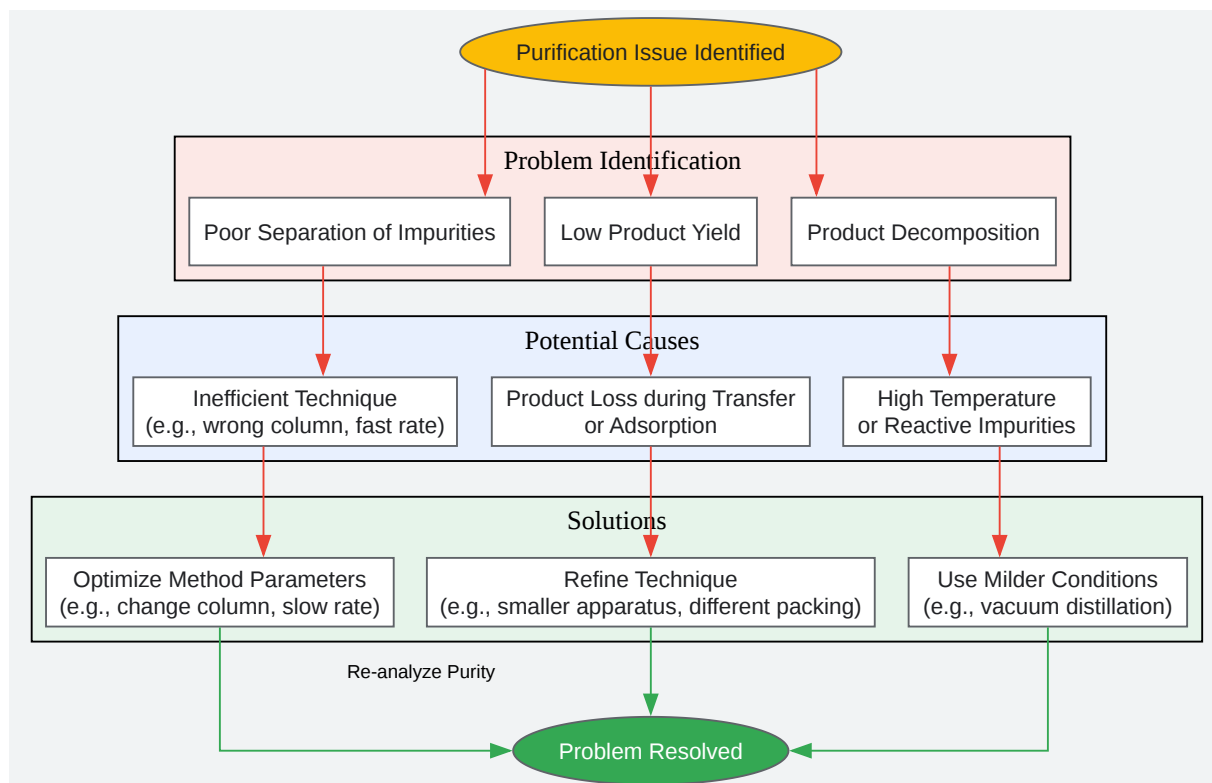 Purification Issue Identified
Problem Identification
Poor Separation of Impurities
Low Product Yield
Product Decomposition
Potential Causes
Inefficient Technique
(e.g., wrong column, fast rate)
Product Loss during Transfer
or Adsorption
High Temperature
or Reactive Impurities
Solutions
Optimize Method Parameters
(e.g., change column, slow rate)
Refine Technique
(e.g., smaller apparatus, different packing)
Use Milder Conditions
(e.g., vacuum distillation)
Re-analyze Purity
Problem Resolved